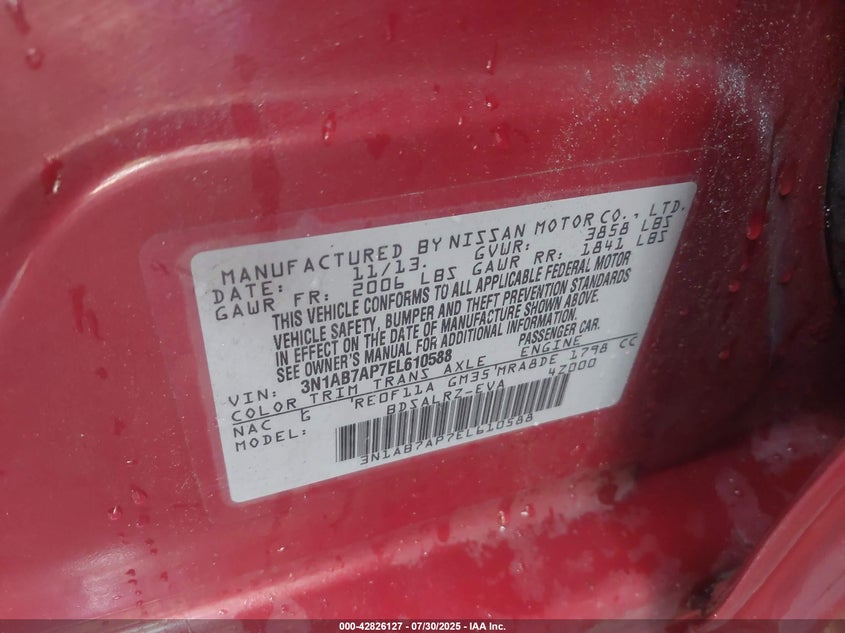 MANUFACTURED BY NISSAN MOTOR CO., LTD.
DATE: 11/13. GVWR: 3858 LBS
GAWR FR: 2006 LBS GAWR RR: 1841 LBS
THIS VEHICLE CONFORMS TO ALL APPLICABLE FEDERAL MOTOR
VEHICLE SAFETY, BUMPER AND THEFT PREVENTION STANDARDS
IN EFFECT ON THE DATE OF MANUFACTURE SHOWN ABOVE.
SEE OWNER'S MANUAL FOR ADDITIONAL INFORMATION.
VIN: 3N1AB7AP7EL610588 PASSENGER CAR.
COLOR TRIM TRANS AXLE ENGINE
NAC G RE0F11A GM35 MRA8DE 1798 CC
MODEL: BDSALRZ-EVA 4Z000
3N1AB7AP7EL610588
000-42826127 - 07/30/2025 - IAA Inc.